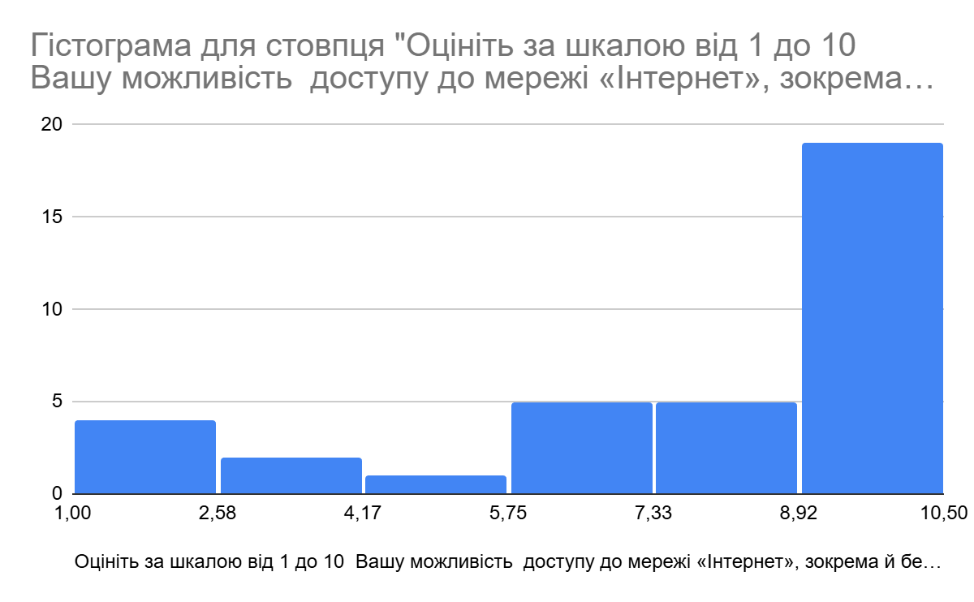 Гістограма для стовпця "Оцініть за шкалою від 1 до 10
Вашу можливість  доступу до мережі «Інтернет», зокрема…
20
15
10
5
0
1,00 2,58 4,17 5,75 7,33 8,92 10,50
Оцініть за шкалою від 1 до 10  Вашу можливість  доступу до мережі «Інтернет», зокрема й бе…